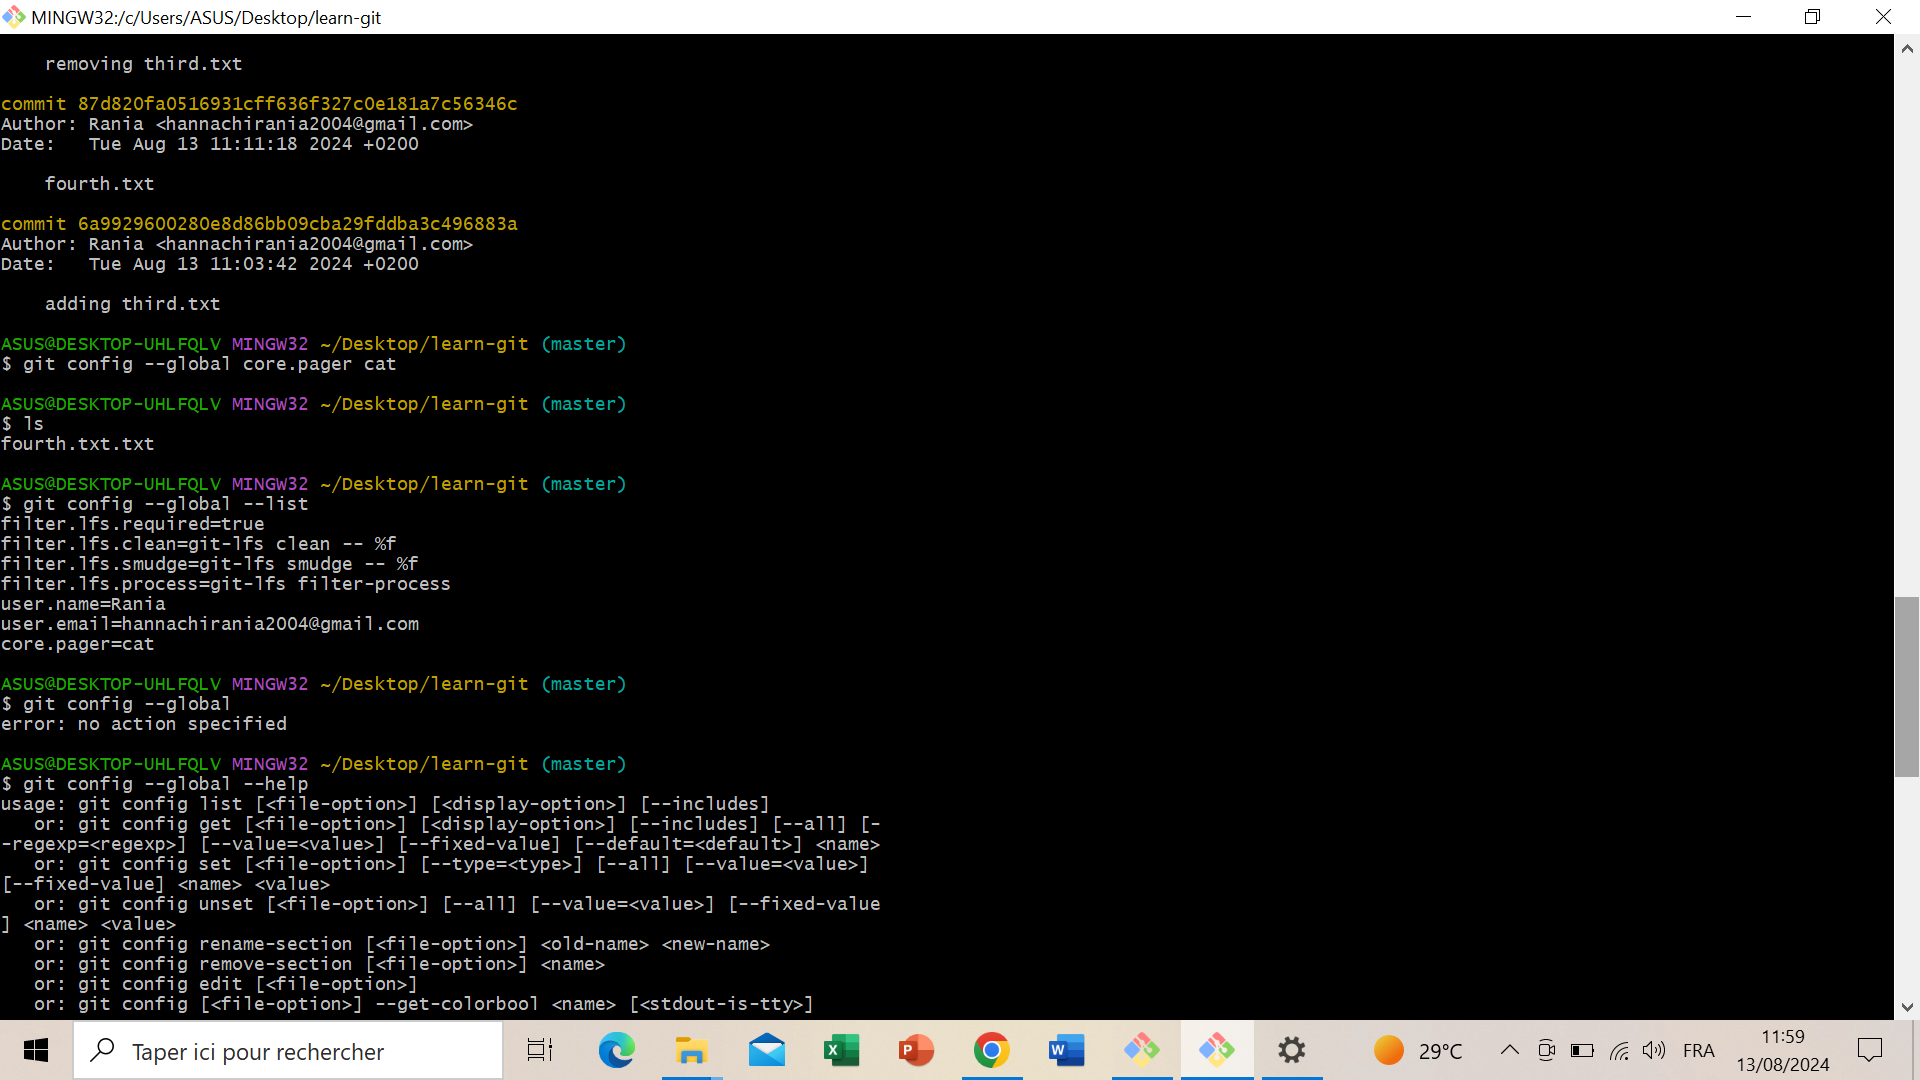 MINGW32:/c/Users/ASUS/Desktop/learn-git
    removing third.txt
commit 87d820fa0516931cff636f327c0e181a7c56346c
Author: Rania <hannachirania2004@gmail.com>
Date:   Tue Aug 13 11:11:18 2024 +0200
    fourth.txt
commit 6a9929600280e8d86bb09cba29fddba3c496883a
Author: Rania <hannachirania2004@gmail.com>
Date:   Tue Aug 13 11:03:42 2024 +0200
    adding third.txt
ASUS@DESKTOP-UHLFQLV MINGW32 ~/Desktop/learn-git (master)
$ git config --global core.pager cat
ASUS@DESKTOP-UHLFQLV MINGW32 ~/Desktop/learn-git (master)
$ ls
fourth.txt.txt
ASUS@DESKTOP-UHLFQLV MINGW32 ~/Desktop/learn-git (master)
$ git config --global --list
filter.lfs.required=true
filter.lfs.clean=git-lfs clean -- %f
filter.lfs.smudge=git-lfs smudge -- %f
filter.lfs.process=git-lfs filter-process
user.name=Rania
user.email=hannachirania2004@gmail.com
core.pager=cat
ASUS@DESKTOP-UHLFQLV MINGW32 ~/Desktop/learn-git (master)
$ git config --global
error: no action specified
ASUS@DESKTOP-UHLFQLV MINGW32 ~/Desktop/learn-git (master)
$ git config --global --help
usage: git config list [<file-option>] [<display-option>] [--includes]
   or: git config get [<file-option>] [<display-option>] [--includes] [--all] [-
-regexp=<regexp>] [--value=<value>] [--fixed-value] [--default=<default>] <name>
   or: git config set [<file-option>] [--type=<type>] [--all] [--value=<value>]
[--fixed-value] <name> <value>
   or: git config unset [<file-option>] [--all] [--value=<value>] [--fixed-value
] <name> <value>
   or: git config rename-section [<file-option>] <old-name> <new-name>
   or: git config remove-section [<file-option>] <name>
   or: git config edit [<file-option>]
   or: git config [<file-option>] --get-colorbool <name> [<stdout-is-tty>]
Taper ici pour rechercher
X
P
W
29°C
FRA
11:59
13/08/2024